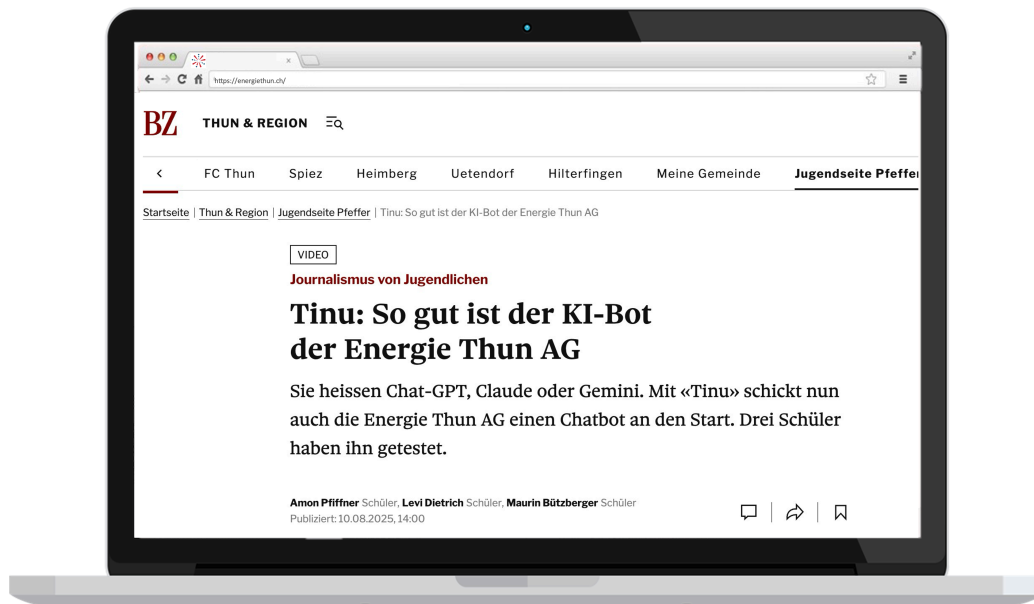 https://energiethun.ch/
BZ THUN & REGION
FC Thun Spiez Heimberg Uetendorf Hilterfingen Meine Gemeinde Jugendseite Pfeffer
Startseite | Thun & Region | Jugendseite Pfeffer | Tinu: So gut ist der KI-Bot der Energie Thun AG
VIDEO
Journalismus von Jugendlichen
Tinu: So gut ist der KI-Bot
der Energie Thun AG
Sie heissen Chat-GPT, Claude oder Gemini. Mit «Tinu» schickt nun
auch die Energie Thun AG einen Chatbot an den Start. Drei Schüler
haben ihn getestet.
Amon Pfiffner Schüler, Levi Dietrich Schüler, Maurin Bützberger Schüler
Publiziert: 10.08.2025, 14:00